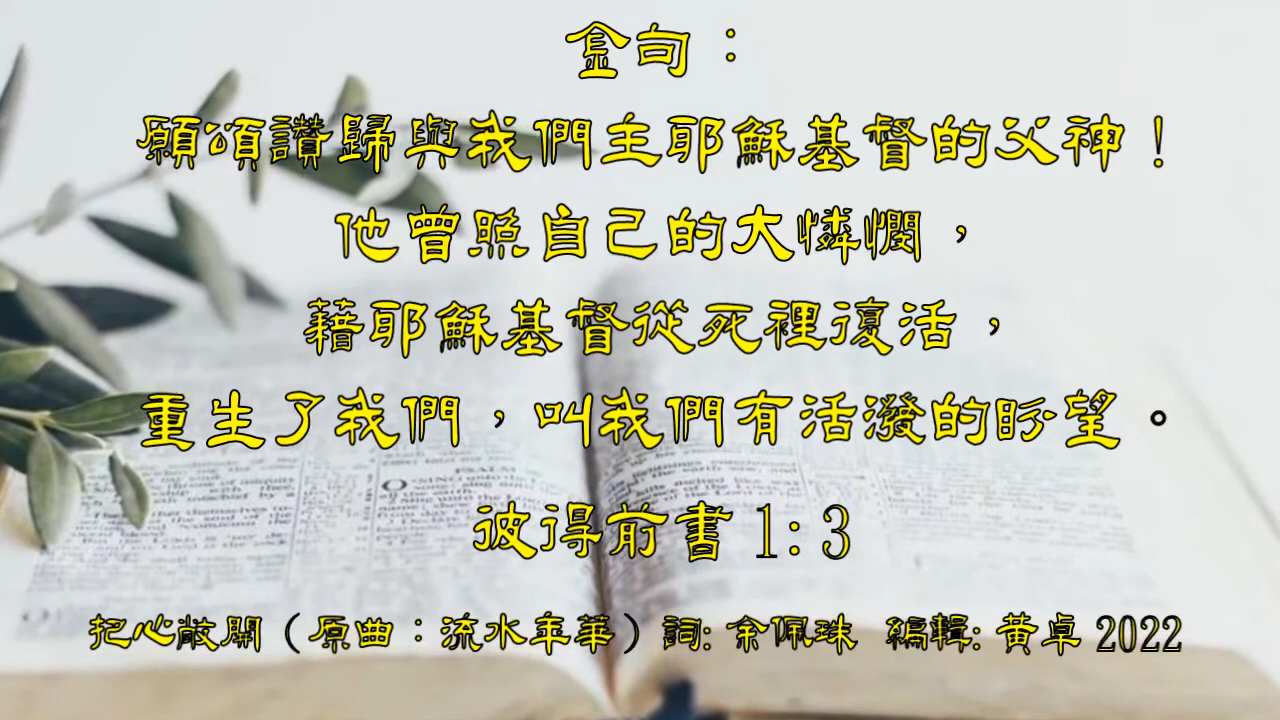 金句：
願頌讚歸與我們主耶穌基督的父神！
他曾照自己的大憐憫，
藉耶穌基督從死裡復活，
重生了我們，叫我們有活潑的盼望。
彼得前書 1: 3
把心敞開（原曲：流水年華）詞: 余佩珠 編輯: 黃卓 2022
PSALM